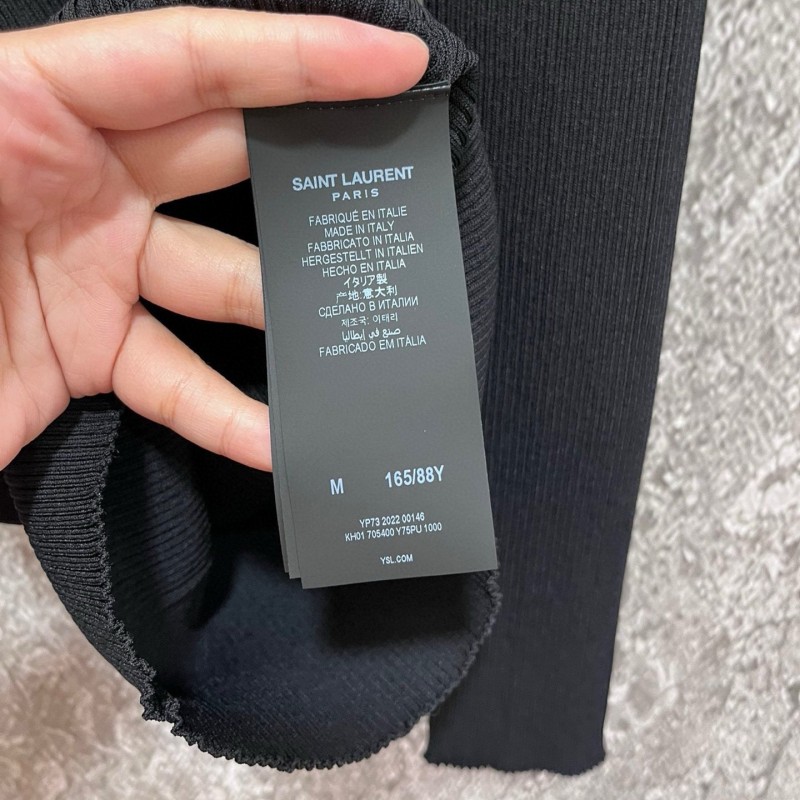 SAINT LAURENT
PARIS
FABRIQUÉ EN ITALIE
MADE IN ITALY
FABBRICATO IN ITALIA
HERGESTELLT IN ITALIEN
HECHO EN ITALIA
イタリア製
产地:意大利
СДЕЛАНО В ИТАЛИИ
제조국: 이태리
صنع في إيطاليا
FABRICADO EM ITÀLIA
M 165/88Y
YP73 2022 00146
KH01 705400 Y75PU 1000
YSL.COM